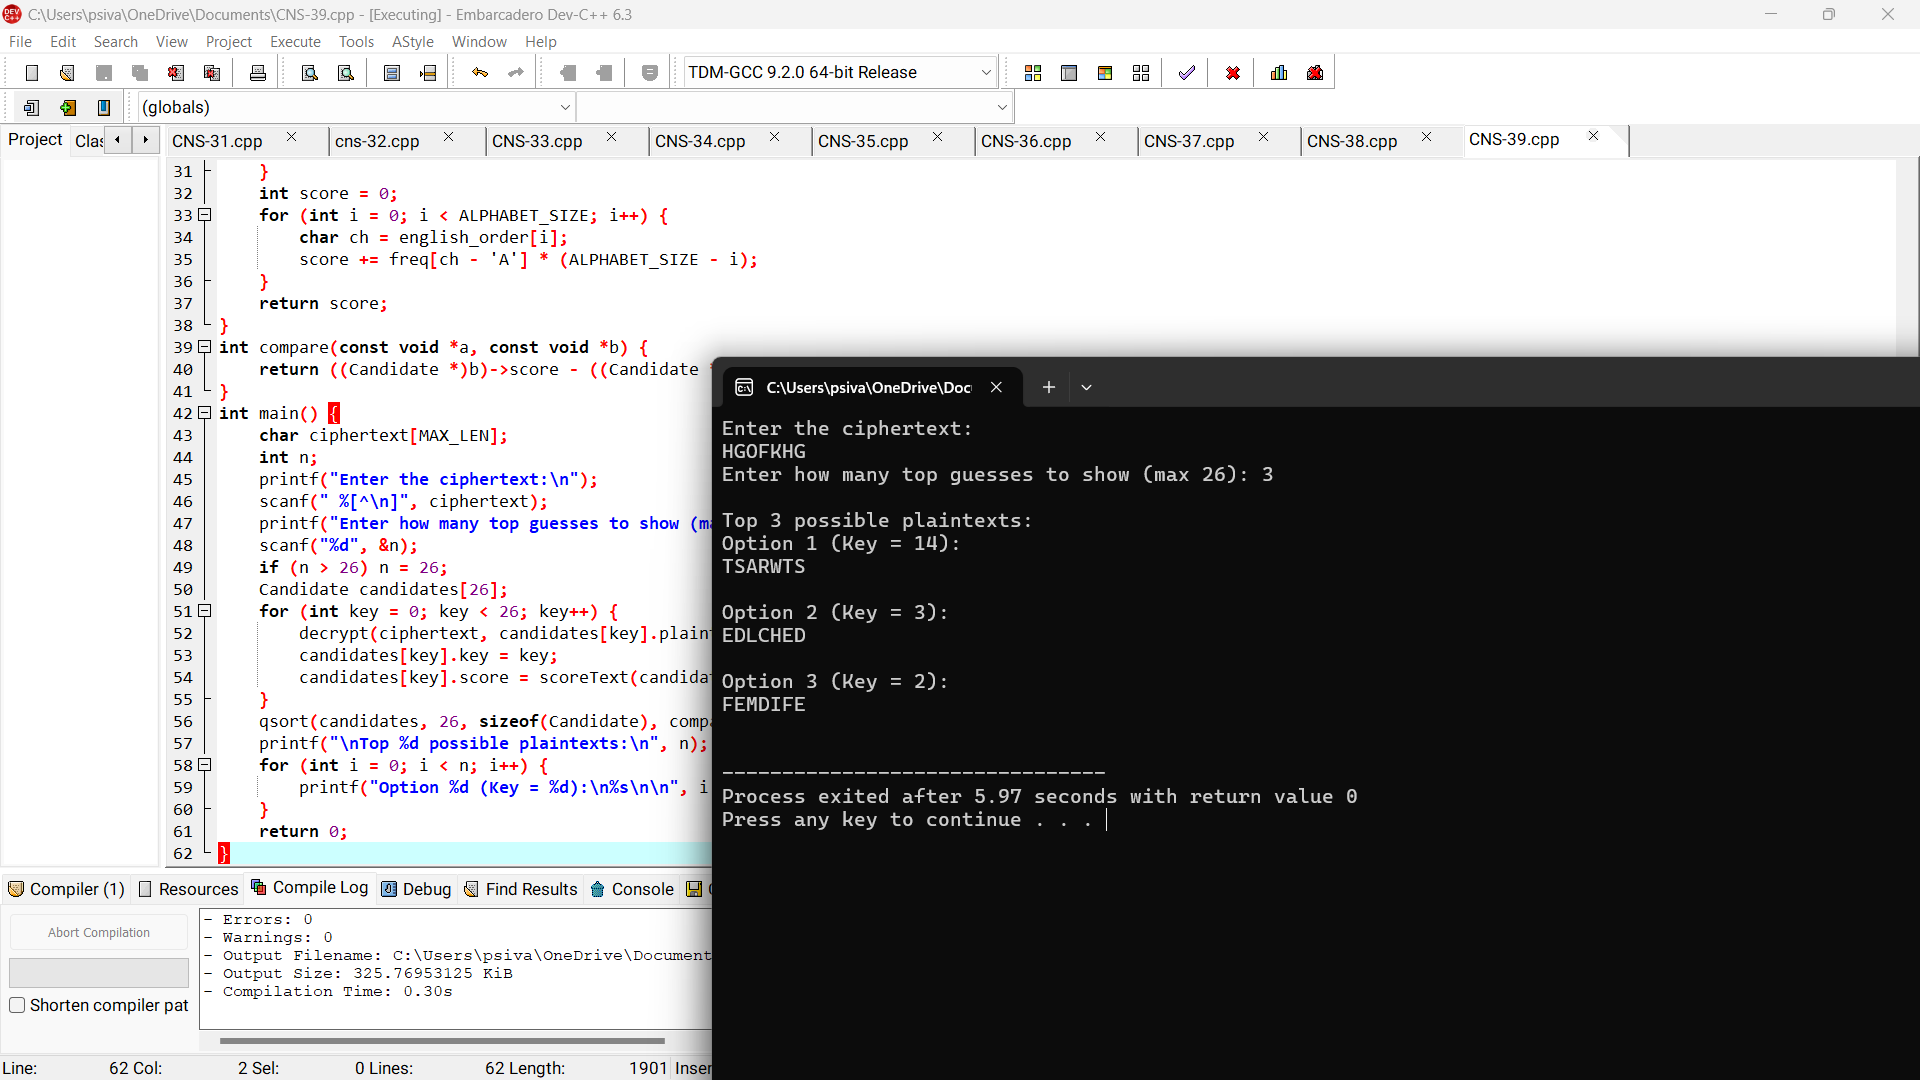 C:\Users\psiva\OneDrive\Documents\CNS-39.cpp - [Executing] - Embarcadero Dev-C++ 6.3
File Edit Search View Project Execute Tools AStyle Window Help
TDM-GCC 9.2.0 64-bit Release
(globals)
Project Clas CNS-31.cpp cns-32.cpp CNS-33.cpp CNS-34.cpp CNS-35.cpp CNS-36.cpp CNS-37.cpp CNS-38.cpp CNS-39.cpp
31 }
32 int score = 0;
33 for (int i = 0; i < ALPHABET_SIZE; i++) {
34 char ch = english_order[i];
35 score += freq[ch - 'A'] * (ALPHABET_SIZE - i);
36 }
37 return score;
38 }
39 int compare(const void *a, const void *b) {
40 return ((Candidate *)b)->score - ((Candidate
41 }
42 int main() {
43 char ciphertext[MAX_LEN];
44 int n;
45 printf("Enter the ciphertext:\n");
46 scanf(" %[^\n]", ciphertext);
47 printf("Enter how many top guesses to show (ma
48 scanf("%d", &n);
49 if (n > 26) n = 26;
50 Candidate candidates[26];
51 for (int key = 0; key < 26; key++) {
52 decrypt(ciphertext, candidates[key].plain
53 candidates[key].key = key;
54 candidates[key].score = scoreText(candida
55 }
56 qsort(candidates, 26, sizeof(Candidate), comp
57 printf("\nTop %d possible plaintexts:\n", n);
58 for (int i = 0; i < n; i++) {
59 printf("Option %d (Key = %d):\n%s\n\n", i
60 }
61 return 0;
62 }
C:\Users\psiva\OneDrive\Doc
Enter the ciphertext:
HGOFKHG
Enter how many top guesses to show (max 26): 3
Top 3 possible plaintexts:
Option 1 (Key = 14):
TSARWTS
Option 2 (Key = 3):
EDLCHED
Option 3 (Key = 2):
FEMDIFE
--------------------------------
Process exited after 5.97 seconds with return value 0
Press any key to continue . . .
Compiler (1) Resources Compile Log Debug Find Results Console
Abort Compilation
Shorten compiler pat
- Errors: 0
- Warnings: 0
- Output Filename: C:\Users\psiva\OneDrive\Document
- Output Size: 325.76953125 KiB
- Compilation Time: 0.30s
Line: 62 Col: 2 Sel: 0 Lines: 62 Length: 1901 Inser